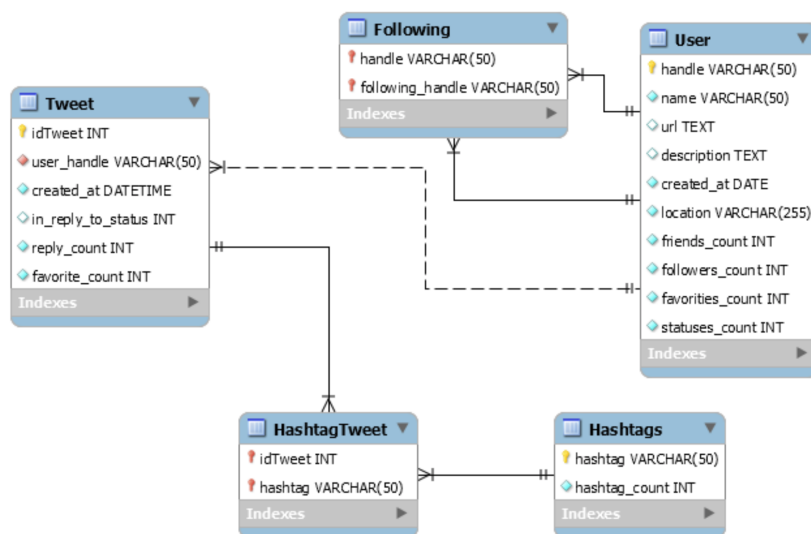 Following
handle VARCHAR(50)
following_handle VARCHAR(50)
Indexes
User
handle VARCHAR(50)
name VARCHAR(50)
url TEXT
description TEXT
created_at DATE
location VARCHAR(255)
friends_count INT
followers_count INT
favorities_count INT
statuses_count INT
Indexes
Tweet
idTweet INT
user_handle VARCHAR(50)
created_at DATETIME
in_reply_to_status INT
reply_count INT
favorite_count INT
Indexes
HashtagTweet
idTweet INT
hashtag VARCHAR(50)
Indexes
Hashtags
hashtag VARCHAR(50)
hashtag_count INT
Indexes